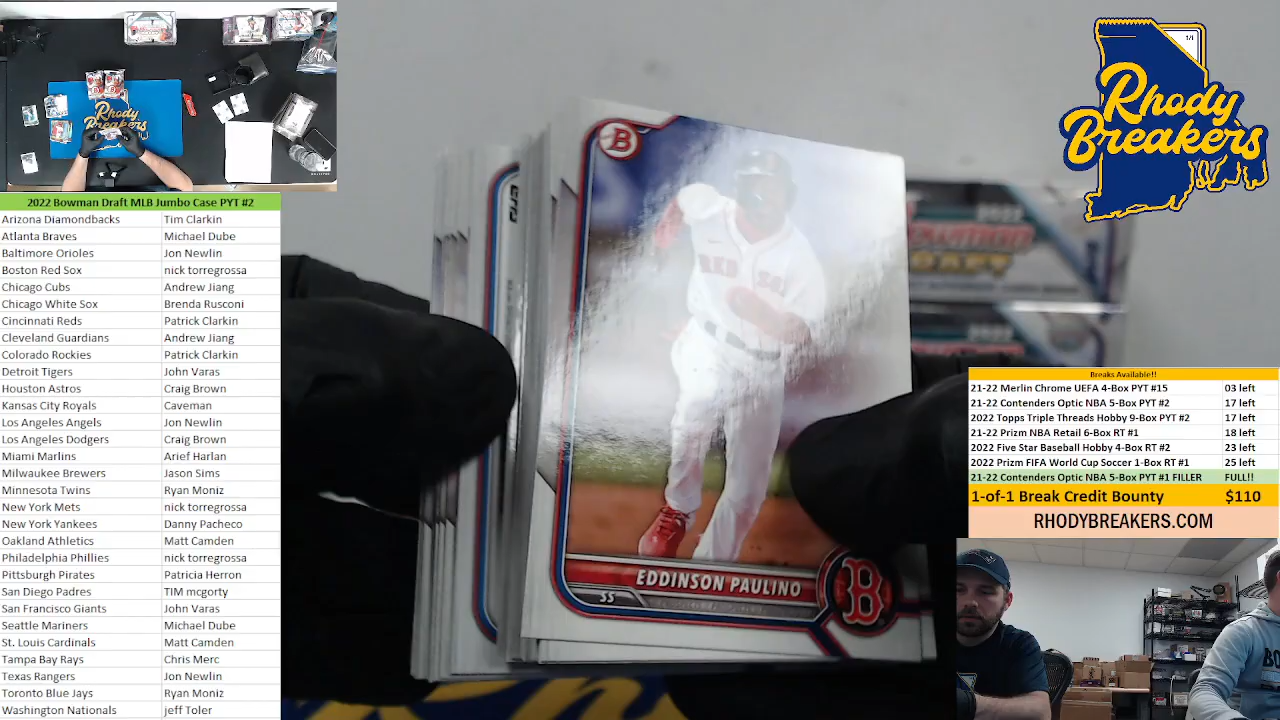 2022 Bowman Draft MLB Jumbo Case PYT #2
Arizona Diamondbacks Tim Clarkin
Atlanta Braves Michael Dube
Baltimore Orioles Jon Newlin
Boston Red Sox nick torregrossa
Chicago Cubs Andrew Jiang
Chicago White Sox Brenda Rusconi
Cincinnati Reds Patrick Clarkin
Cleveland Guardians Andrew Jiang
Colorado Rockies Patrick Clarkin
Detroit Tigers John Varas
Houston Astros Craig Brown
Kansas City Royals Caveman
Los Angeles Angels Jon Newlin
Los Angeles Dodgers Craig Brown
Miami Marlins Arief Harlan
Milwaukee Brewers Jason Sims
Minnesota Twins Ryan Moniz
New York Mets nick torregrossa
New York Yankees Danny Pacheco
Oakland Athletics Matt Camden
Philadelphia Phillies nick torregrossa
Pittsburgh Pirates Patricia Herron
San Diego Padres TIM mcgorty
San Francisco Giants John Varas
Seattle Mariners Michael Dube
St. Louis Cardinals Matt Camden
Tampa Bay Rays Chris Merc
Texas Rangers Jon Newlin
Toronto Blue Jays Ryan Moniz
Washington Nationals jeff Toler
Rhody
Breakers
B
RED SOX
EDDINSON PAULINO
SS
B
1/1
Rhody
Breakers
2022
DRAFT
2022
Breaks Available!!
21-22 Merlin Chrome UEFA 4-Box PYT #15 03 left
21-22 Contenders Optic NBA 5-Box PYT #2 17 left
2022 Topps Triple Threads Hobby 9-Box PYT #2 17 left
21-22 Prizm NBA Retail 6-Box RT #1 18 left
2022 Five Star Baseball Hobby 4-Box RT #2 23 left
2022 Prizm FIFA World Cup Soccer 1-Box RT #1 25 left
21-22 Contenders Optic NBA 5-Box PYT #1 FILLER FULL!!
1-of-1 Break Credit Bounty $110
RHODYBREAKERS.COM